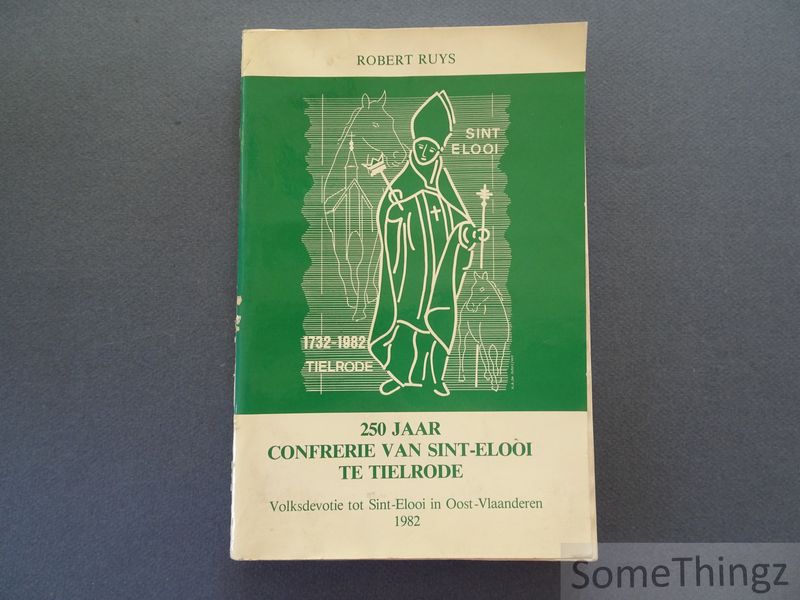 ROBERT RUYS
SINT
ELOOI
1732-1982
TIELRODE
250 JAAR
CONFRERIE VAN SINT-ELOOI
TE TIELRODE
Volksdevotie tot Sint-Elooi in Oost-Vlaanderen
1982
SomeThingz